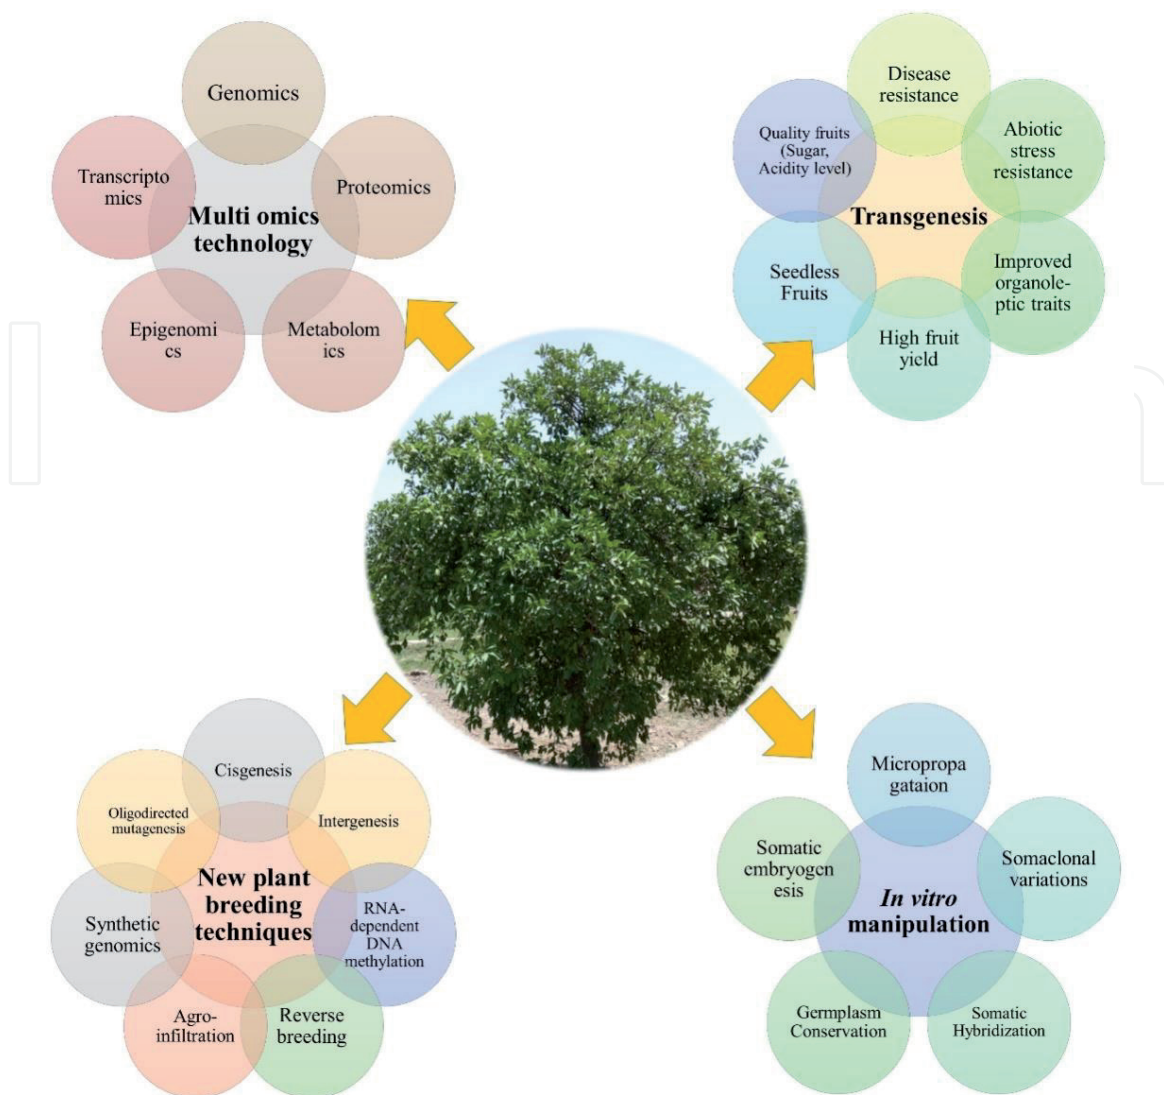 Genomics
Transcripto
mics
Proteomics
Multi omics
technology
Epigenomi
cs
Metabolom
ics
Disease
resistance
Quality fruits
(Sugar,
Acidity level)
Abiotic
stress
resistance
Transgenesis
Seedless
Fruits
Improved
organole-
ptic traits
High fruit
yield
Cisgenesis
Oligodirected
mutagenesis
Intergenesis
New plant
breeding
techniques
Synthetic
genomics
RNA-
dependent
DNA
methylation
Agro-
infiltration
Reverse
breeding
Micropropa
gataion
Somatic
embryogen
esis
Somaclonal
variations
In vitro
manipulation
Germplasm
Conservation
Somatic
Hybridization